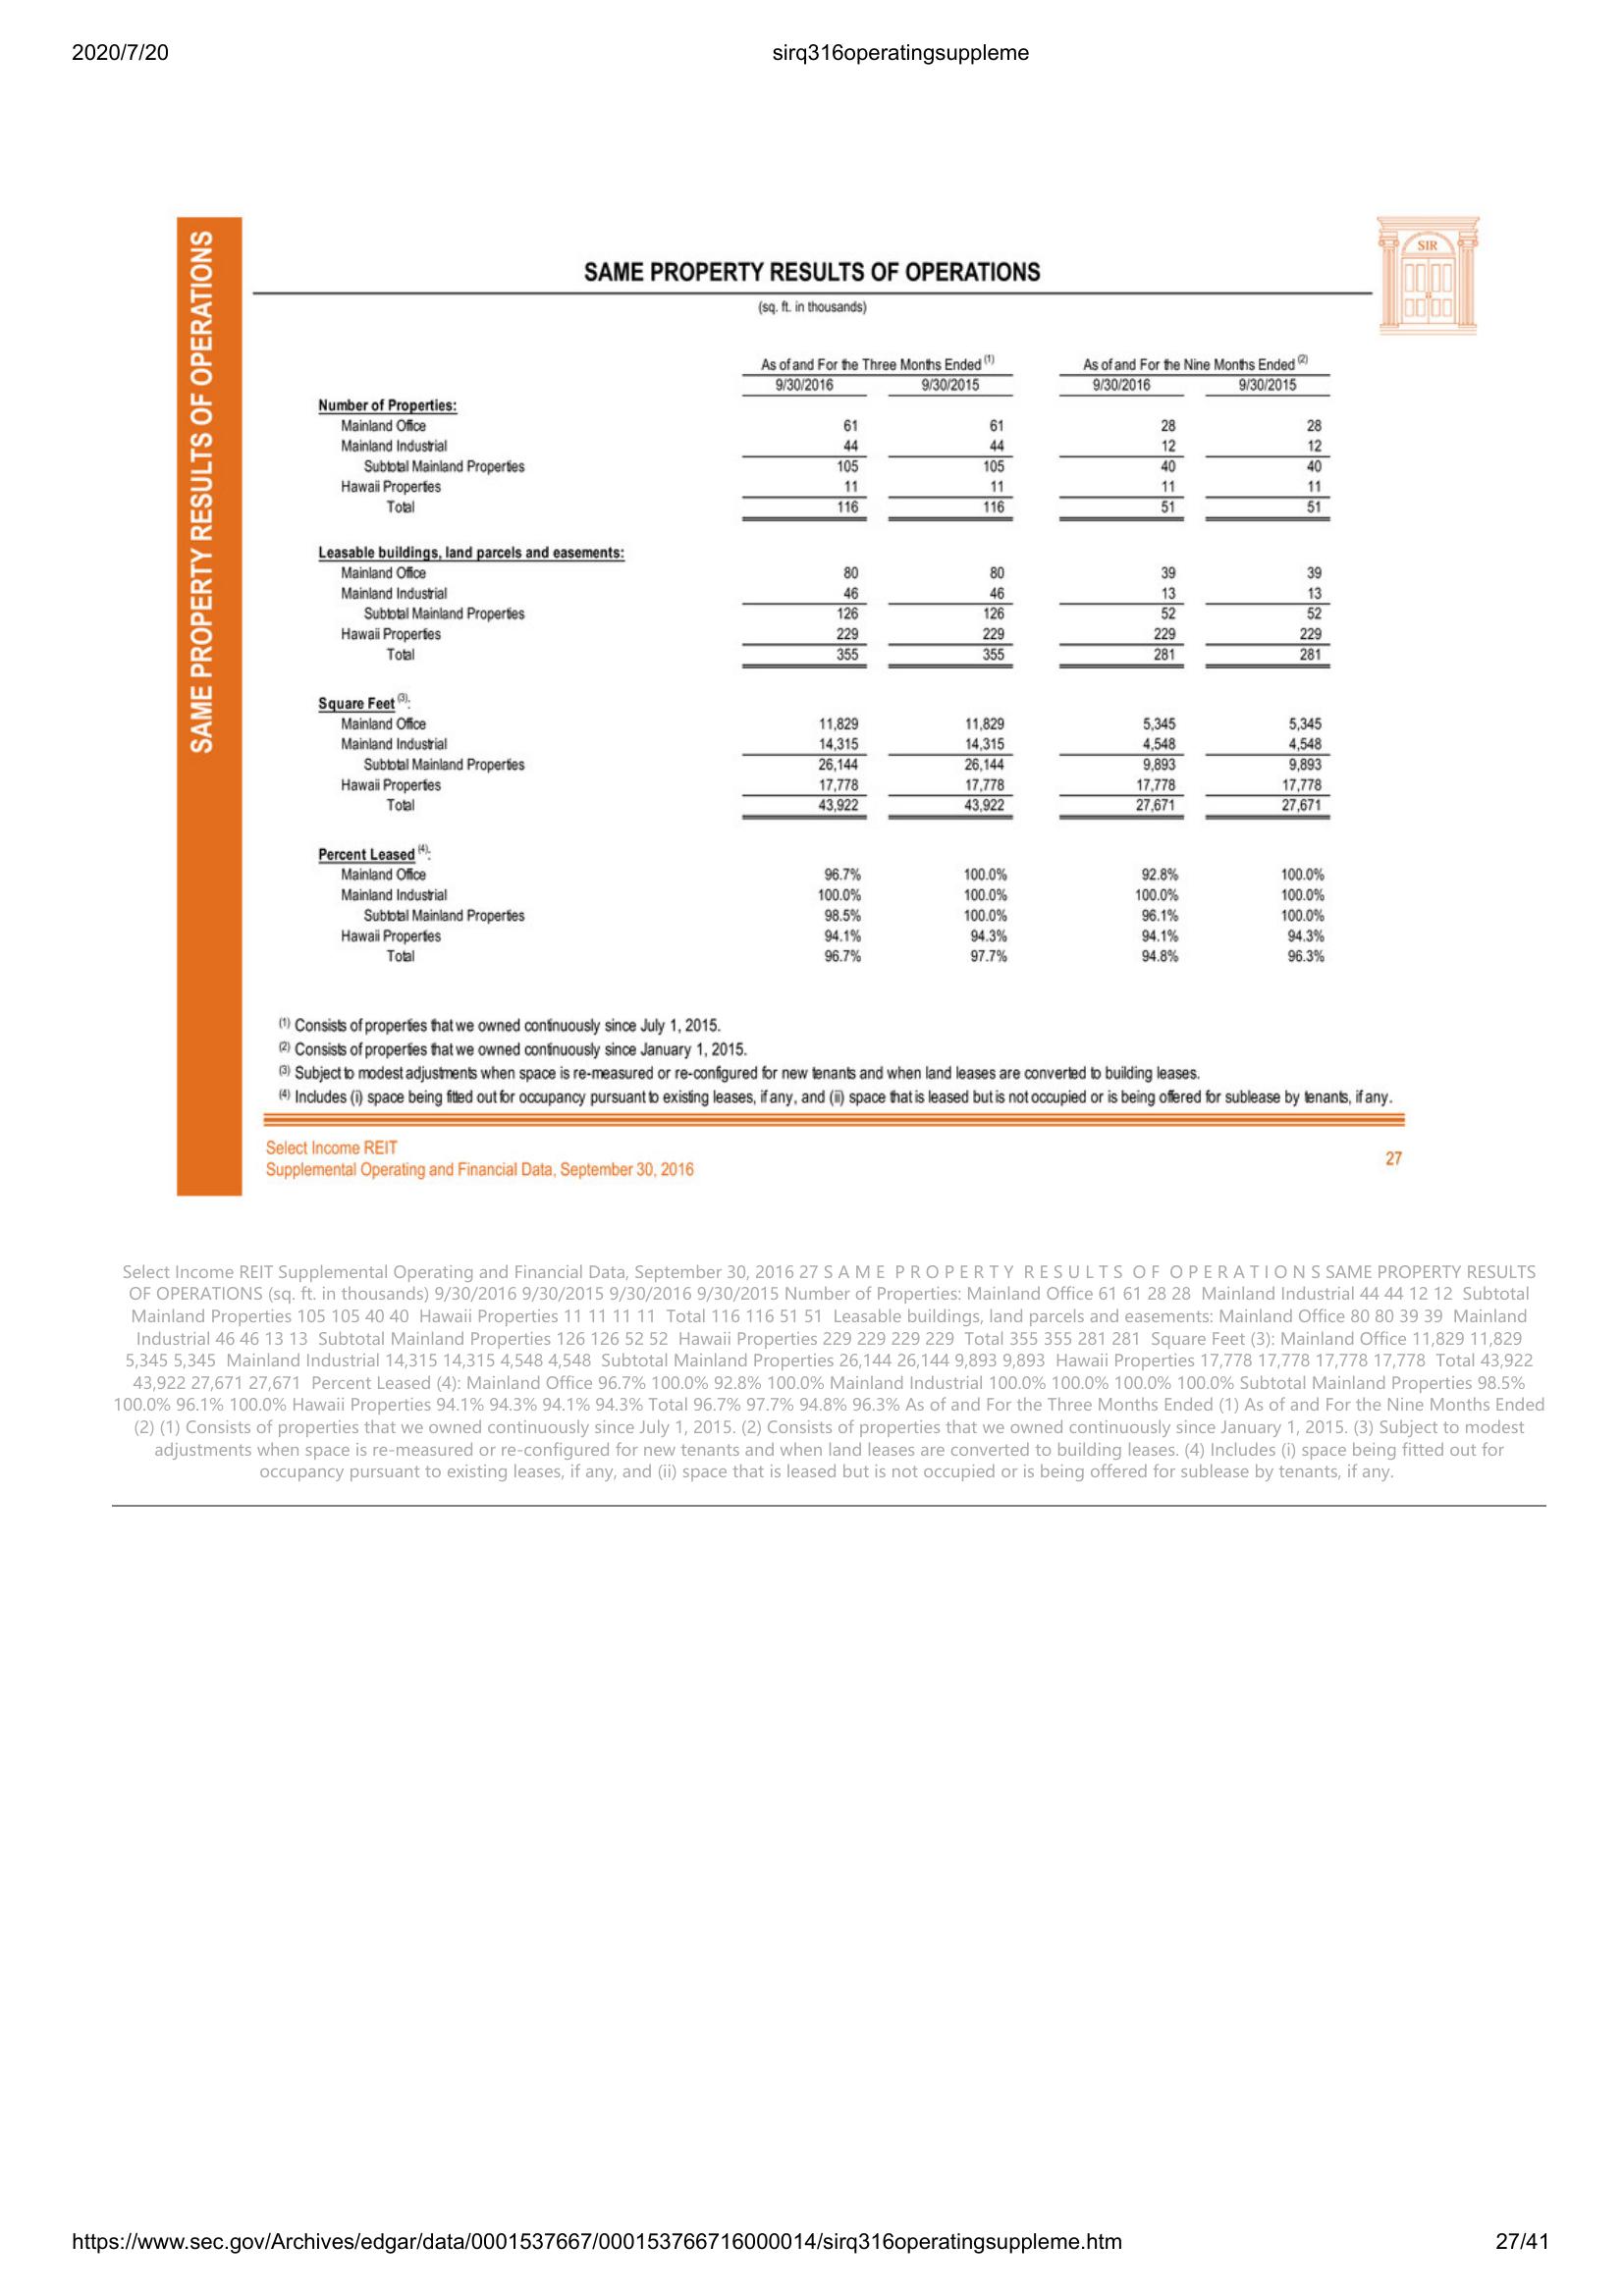 2020/7/20 sirq316operatingsuppleme
SAME PROPERTY RESULTS OF OPERATIONS
SIR
SAME PROPERTY RESULTS OF OPERATIONS
(sq. ft. in thousands)
As of and For the Three Months Ended (1) As of and For the Nine Months Ended (2)
9/30/2016 9/30/2015 9/30/2016 9/30/2015
Number of Properties:
Mainland Office 61 61 28 28
Mainland Industrial 44 44 12 12
Subtotal Mainland Properties 105 105 40 40
Hawaii Properties 11 11 11 11
Total 116 116 51 51
Leasable buildings, land parcels and easements:
Mainland Office 80 80 39 39
Mainland Industrial 46 46 13 13
Subtotal Mainland Properties 126 126 52 52
Hawaii Properties 229 229 229 229
Total 355 355 281 281
Square Feet (3):
Mainland Office 11,829 11,829 5,345 5,345
Mainland Industrial 14,315 14,315 4,548 4,548
Subtotal Mainland Properties 26,144 26,144 9,893 9,893
Hawaii Properties 17,778 17,778 17,778 17,778
Total 43,922 43,922 27,671 27,671
Percent Leased (4):
Mainland Office 96.7% 100.0% 92.8% 100.0%
Mainland Industrial 100.0% 100.0% 100.0% 100.0%
Subtotal Mainland Properties 98.5% 100.0% 96.1% 100.0%
Hawaii Properties 94.1% 94.3% 94.1% 94.3%
Total 96.7% 97.7% 94.8% 96.3%
(1) Consists of properties that we owned continuously since July 1, 2015.
(2) Consists of properties that we owned continuously since January 1, 2015.
(3) Subject to modest adjustments when space is re-measured or re-configured for new tenants and when land leases are converted to building leases.
(4) Includes (i) space being fitted out for occupancy pursuant to existing leases, if any, and (ii) space that is leased but is not occupied or is being offered for sublease by tenants, if any.
Select Income REIT
Supplemental Operating and Financial Data, September 30, 2016 27
Select Income REIT Supplemental Operating and Financial Data, September 30, 2016 27 S A M E P R O P E R T Y R E S U L T S O F O P E R A T I O N S SAME PROPERTY RESULTS
OF OPERATIONS (sq. ft. in thousands) 9/30/2016 9/30/2015 9/30/2016 9/30/2015 Number of Properties: Mainland Office 61 61 28 28 Mainland Industrial 44 44 12 12 Subtotal
Mainland Properties 105 105 40 40 Hawaii Properties 11 11 11 11 Total 116 116 51 51 Leasable buildings, land parcels and easements: Mainland Office 80 80 39 39 Mainland
Industrial 46 46 13 13 Subtotal Mainland Properties 126 126 52 52 Hawaii Properties 229 229 229 229 Total 355 355 281 281 Square Feet (3): Mainland Office 11,829 11,829
5,345 5,345 Mainland Industrial 14,315 14,315 4,548 4,548 Subtotal Mainland Properties 26,144 26,144 9,893 9,893 Hawaii Properties 17,778 17,778 17,778 17,778 Total 43,922
43,922 27,671 27,671 Percent Leased (4): Mainland Office 96.7% 100.0% 92.8% 100.0% Mainland Industrial 100.0% 100.0% 100.0% 100.0% Subtotal Mainland Properties 98.5%
100.0% 96.1% 100.0% Hawaii Properties 94.1% 94.3% 94.1% 94.3% Total 96.7% 97.7% 94.8% 96.3% As of and For the Three Months Ended (1) As of and For the Nine Months Ended
(2) (1) Consists of properties that we owned continuously since July 1, 2015. (2) Consists of properties that we owned continuously since January 1, 2015. (3) Subject to modest
adjustments when space is re-measured or re-configured for new tenants and when land leases are converted to building leases. (4) Includes (i) space being fitted out for
occupancy pursuant to existing leases, if any, and (ii) space that is leased but is not occupied or is being offered for sublease by tenants, if any.
https://www.sec.gov/Archives/edgar/data/0001537667/000153766716000014/sirq316operatingsuppleme.htm 27/41